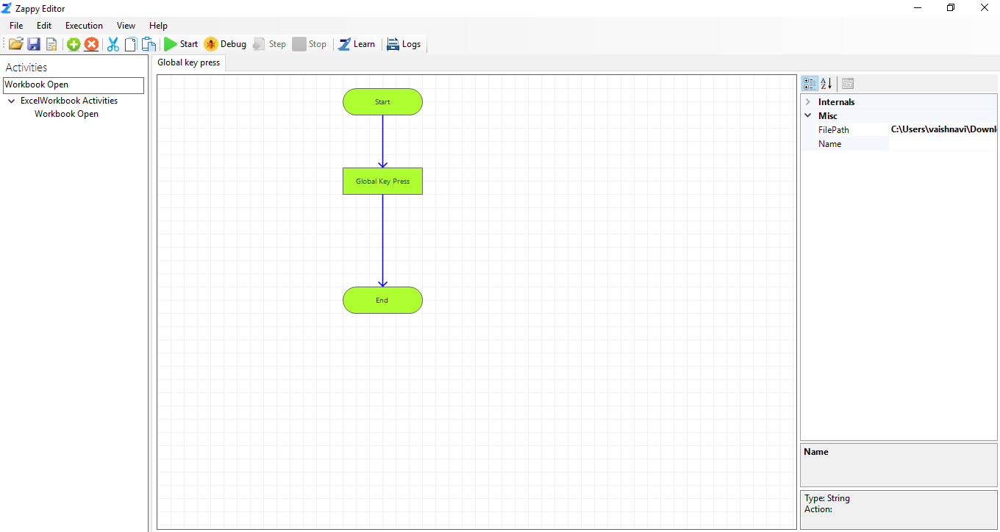 Zappy Editor
File Edit Execution View Help
Start Debug Step Stop Learn Logs
Activities
Workbook Open
ExcelWorkbook Activities
Workbook Open
Global key press
Start
Global Key Press
End
Internals
Misc
FilePath C:\Users\vaishnavi\Downl
Name
Name
Type: String
Action: